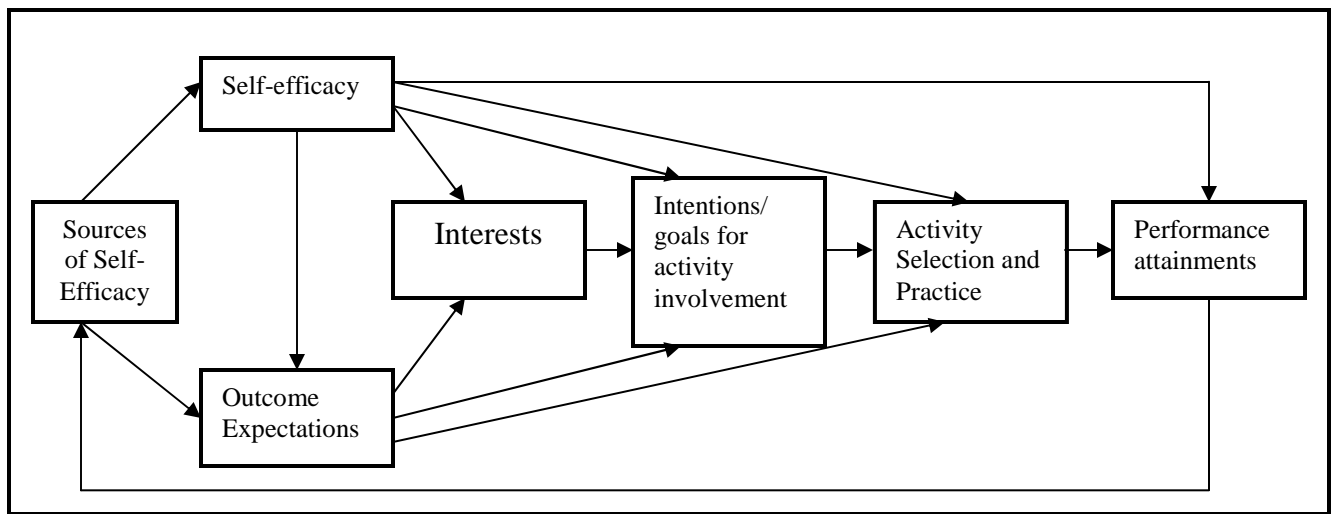 Self-efficacy
Sources
of Self-
Efficacy
Interests
Intentions/
goals for
activity
involvement
Activity
Selection and
Practice
Performance
attainments
Outcome
Expectations